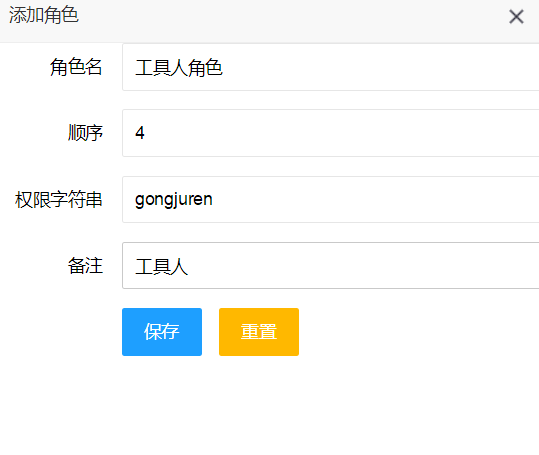 添加角色
角色名 工具人角色
顺序 4
权限字符串 gongjuren
备注 工具人
保存 重置